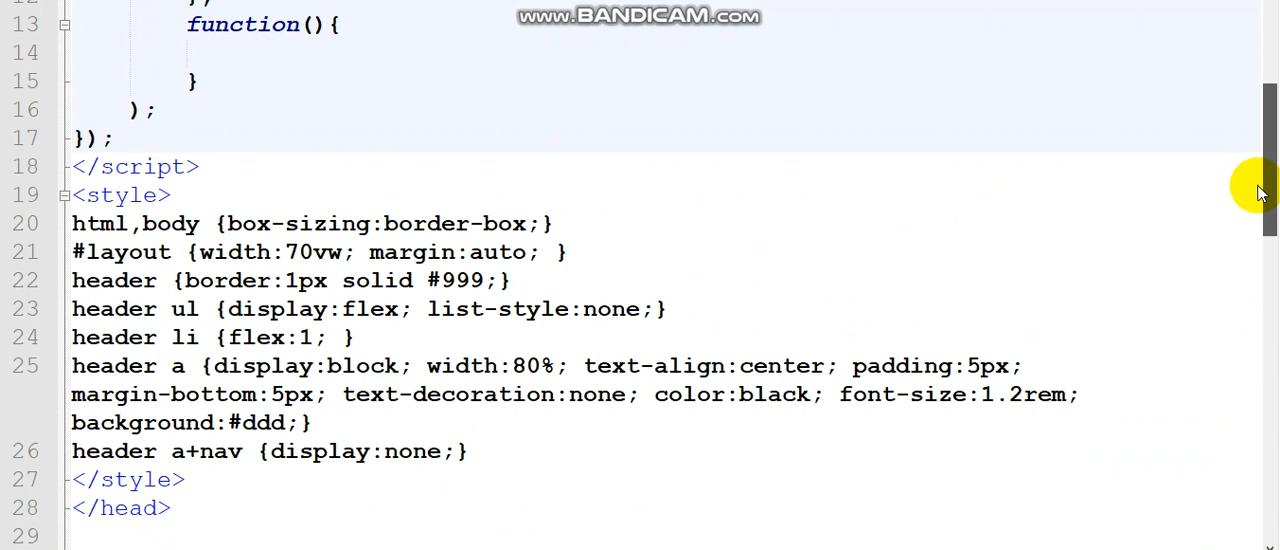 www.BANDICAM.com
13 function(){
14
15 }
16 );
17 });
18 </script>
19 <style>
20 html,body {box-sizing:border-box;}
21 #layout {width:70vw; margin:auto; }
22 header {border:1px solid #999;}
23 header ul {display:flex; list-style:none;}
24 header li {flex:1; }
25 header a {display:block; width:80%; text-align:center; padding:5px;
margin-bottom:5px; text-decoration:none; color:black; font-size:1.2rem;
background:#ddd;}
26 header a+nav {display:none;}
27 </style>
28 </head>
29